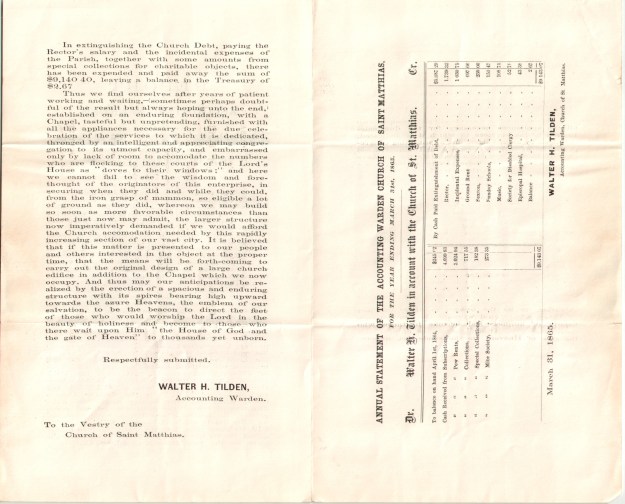 In extinguishing the Church Debt, paying the
Rector's salary and the incidental expenses of
the Parish, together with some amounts from
special collections for charitable objects, there
has been expended and paid away the sum of
$9,140 40, leaving a balance in the Treasury of
$2.67
Thus we find ourselves after years of patient
working and waiting,—sometimes perhaps doubt-
ful of the result but always hoping unto the end,
established on an enduring foundation, with a
Chapel, tasteful but unpretending, furnished with
all the appliances necessary for the due cele-
bration of the services to which it is dedicated,
thronged by an intelligent and appreciating congre-
gation to its utmost capacity, and embarrassed
only by lack of room to accomodate the numbers
who are flocking to these courts of the Lord's
House as "doves to their windows;" and here
we cannot fail to see the wisdom and fore-
thought of the originators of this enterprise, in
securing when they did and while they could,
from the iron grasp of mammon, so eligible a lot
of ground as they did, whereon we may build
so soon as more favorable circumstances than
those just now may admit, the larger structure
now imperatively demanded if we would afford
the Church accomodation needed by this rapidly
increasing section of our vast city. It is believed
that if this matter is presented to our people
and others interested in the object at the proper
time, that the means will be forth-coming to
carry out the original design of a large church
edifice in addition to the Chapel which we now
occupy. And thus may our anticipations be re-
alized by the erection of a spacious and enduring
structure with its spires bearing high upward
towards the azure Heavens, the emblem of our
salvation, to be the beacon to direct the feet
of those who would worship the Lord in the
beauty of holiness and become to those who
there wait upon Him "the House of God and
the gate of Heaven" to thousands yet unborn.
Respectfully submitted.
WALTER H. TILDEN,
Accounting Warden.
To the Vestry of the
Church of Saint Matthias.
ANNUAL STATEMENT OF THE ACCOUNTING WARDEN CHURCH OF SAINT MATTHIAS.
FOR THE YEAR ENDING MARCH 31st, 1865.
Dr. Walter H. Tilden in account with the Church of St. Matthias. Cr.
To balance on hand April 1st, 1864,
Cash Received from Subscriptions,
" " Pew Rents,
" " Collections,
" " Special Collections,
" " Mite Society,
By Cash Paid Extinguishment of Debt,
Rector,
Incidental Expenses,
Ground Rent
Sexton,
Sunday Schools,
Music,
Society for Disabled Clergy
Episcopal Hospital,
Balance
March 31, 1865.
WALTER H. TILDEN,
Accounting Warden, Church of St. Matthias.